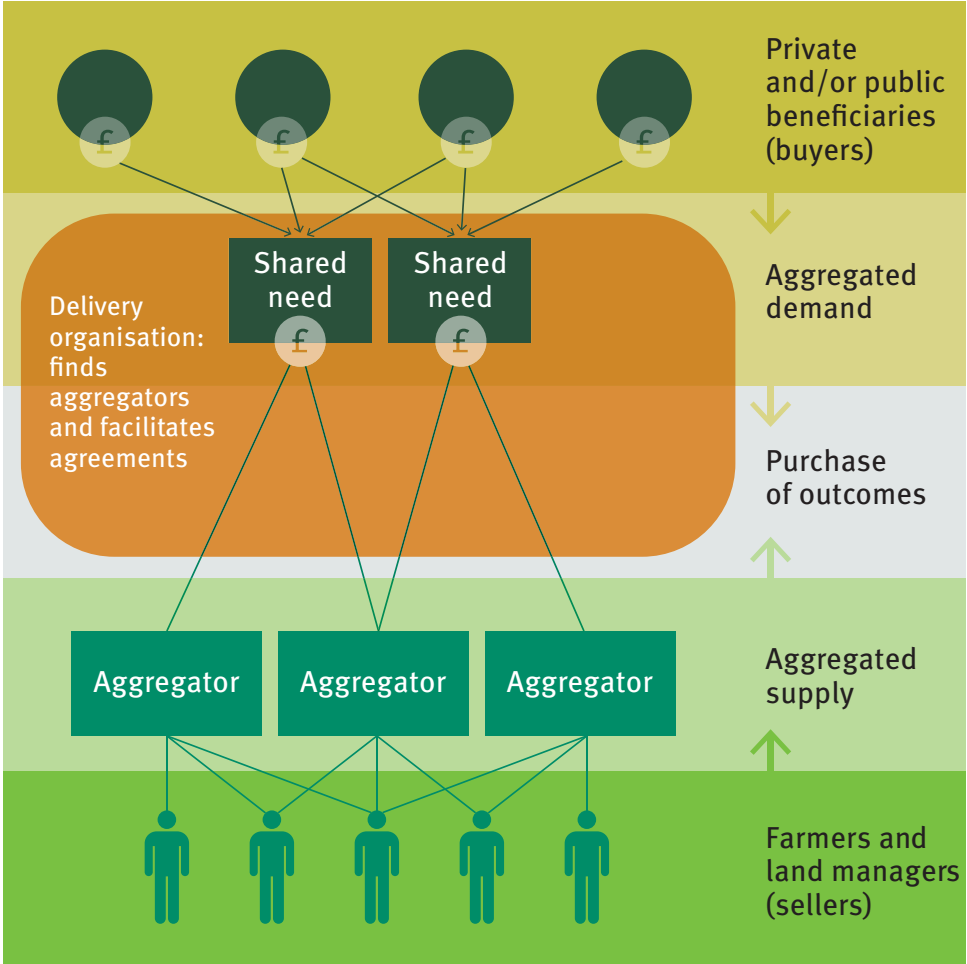 Private
and/or public
beneficiaries
(buyers)
£
£
£
£
Shared
need
£
Shared
need
£
Delivery
organisation:
finds
aggregators
and facilitates
agreements
Aggregated
demand
Purchase
of outcomes
Aggregator
Aggregator
Aggregator
Aggregated
supply
Farmers and
land managers
(sellers)